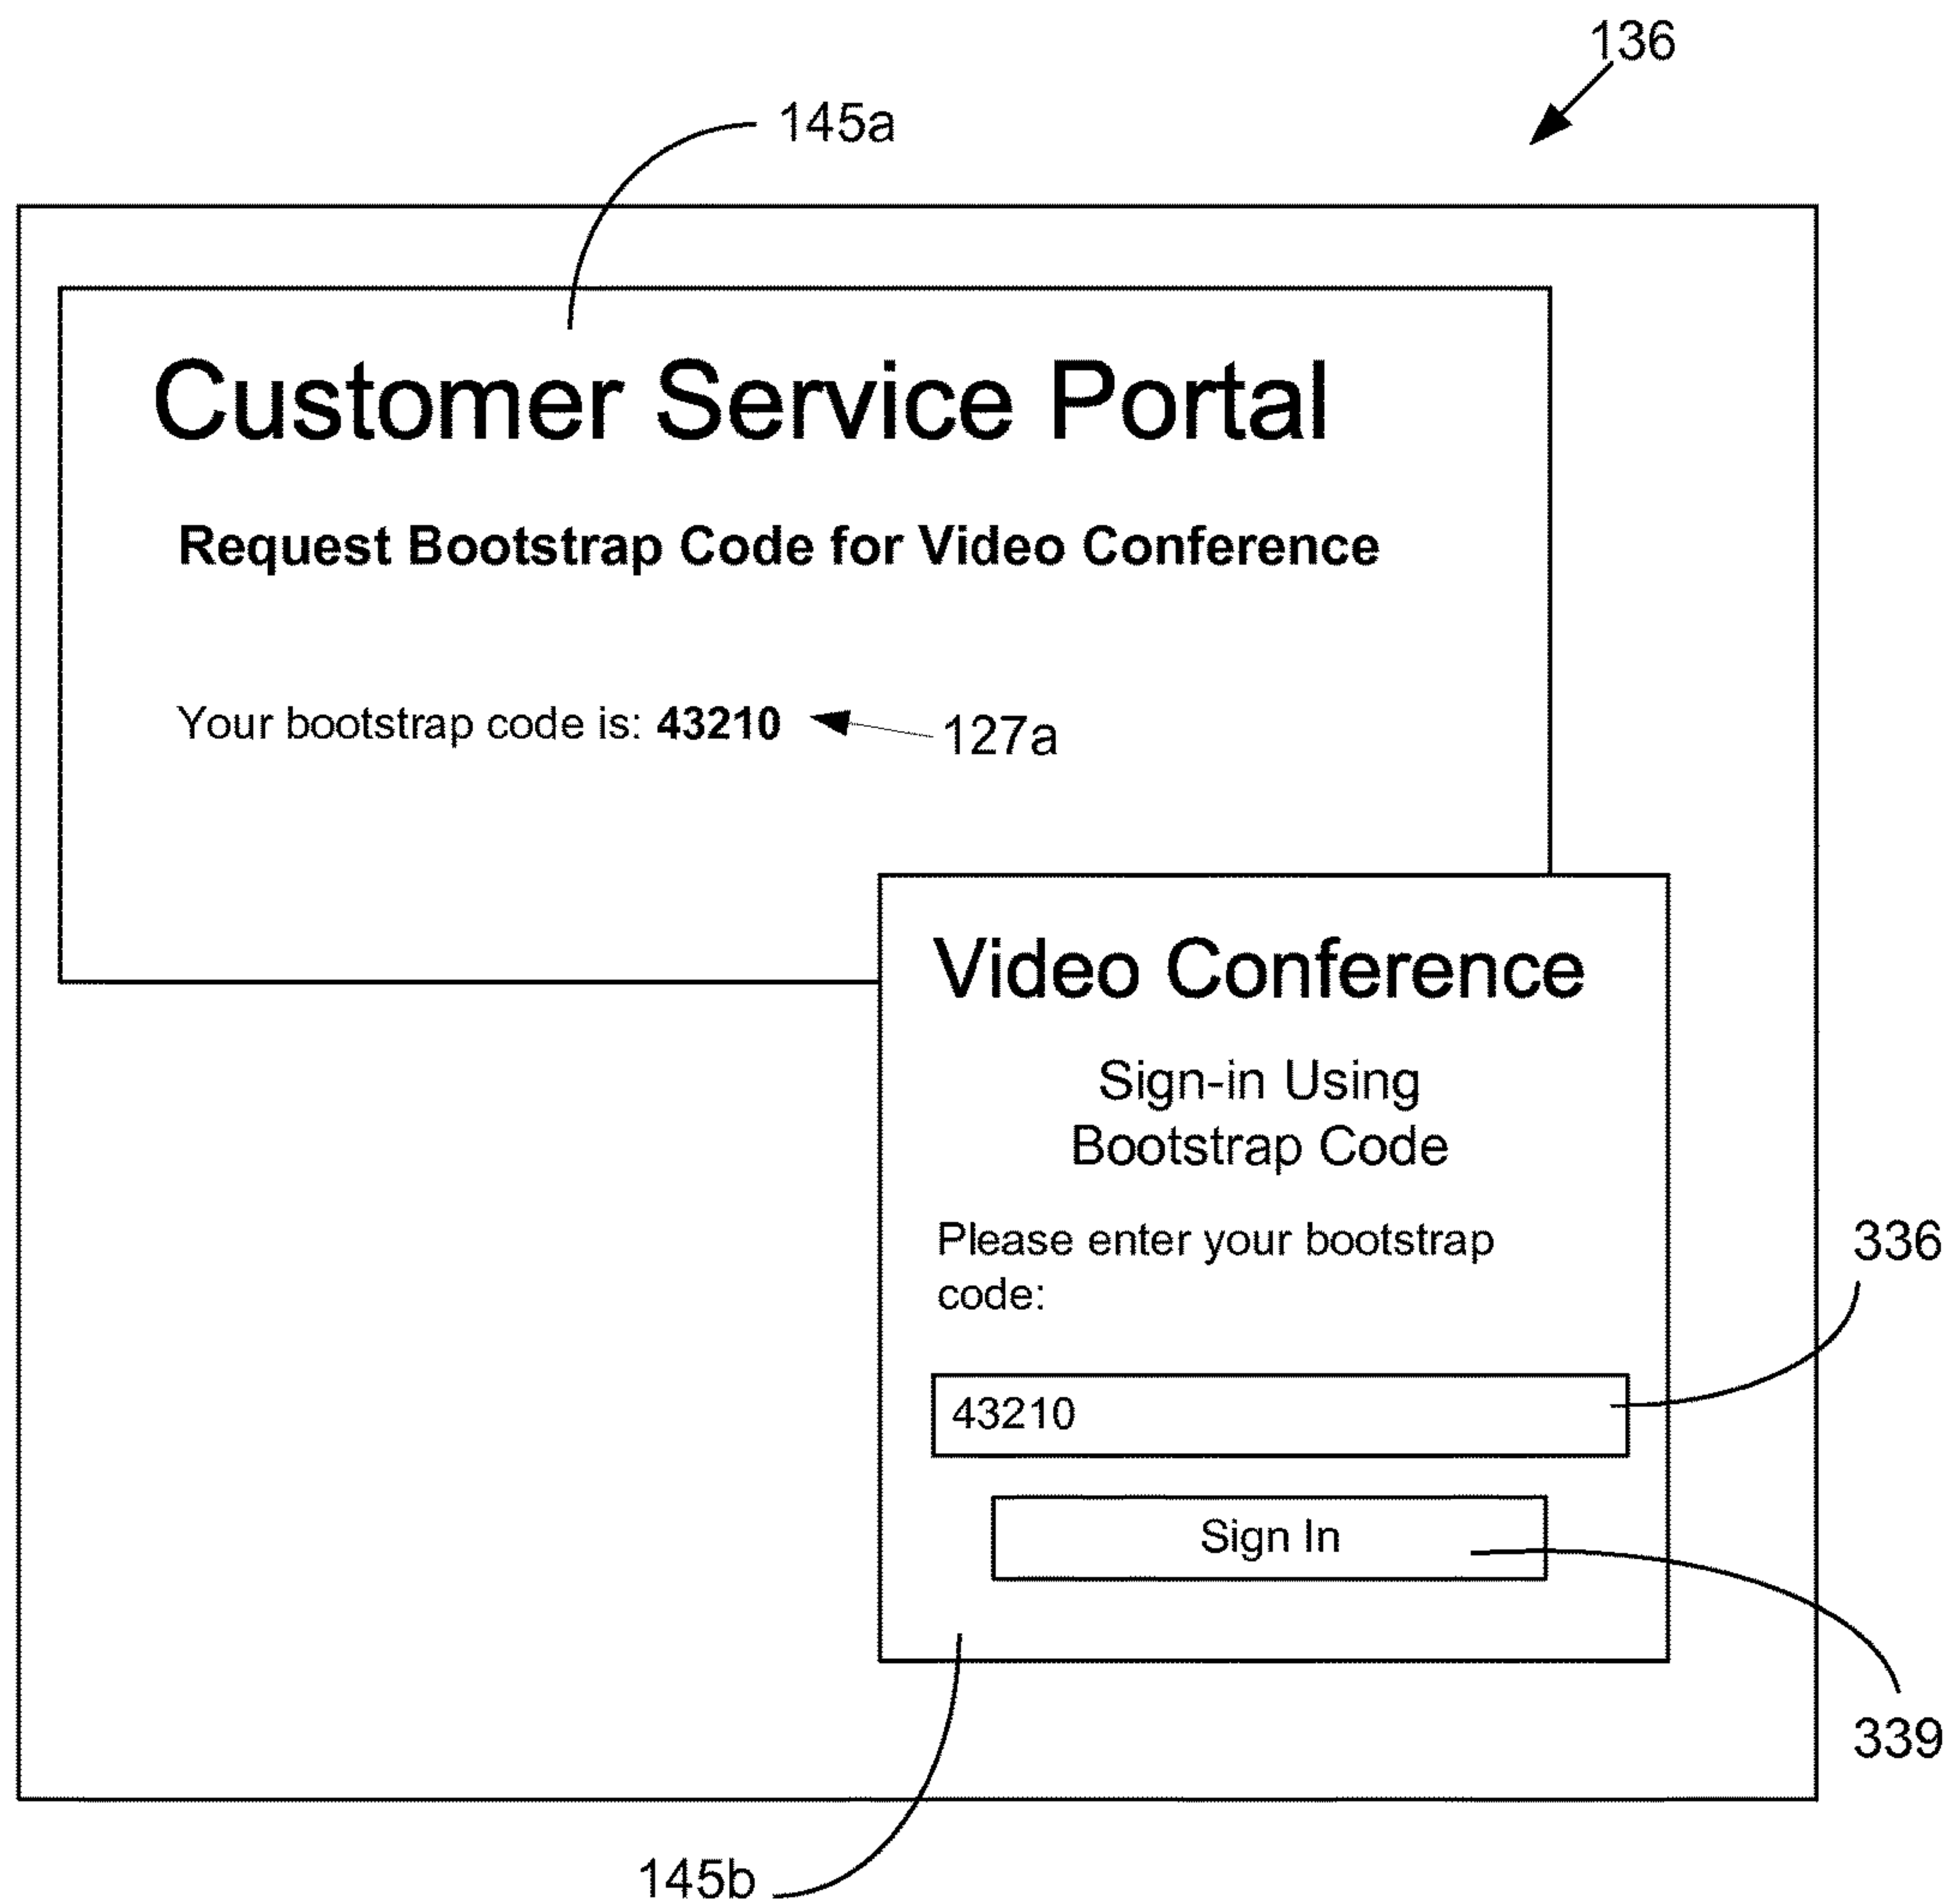 136
145a
Customer Service Portal
Request Bootstrap Code for Video Conference
Your bootstrap code is: 43210
127a
Video Conference
Sign-in Using
Bootstrap Code
Please enter your bootstrap
code:
336
43210
Sign In
339
145b